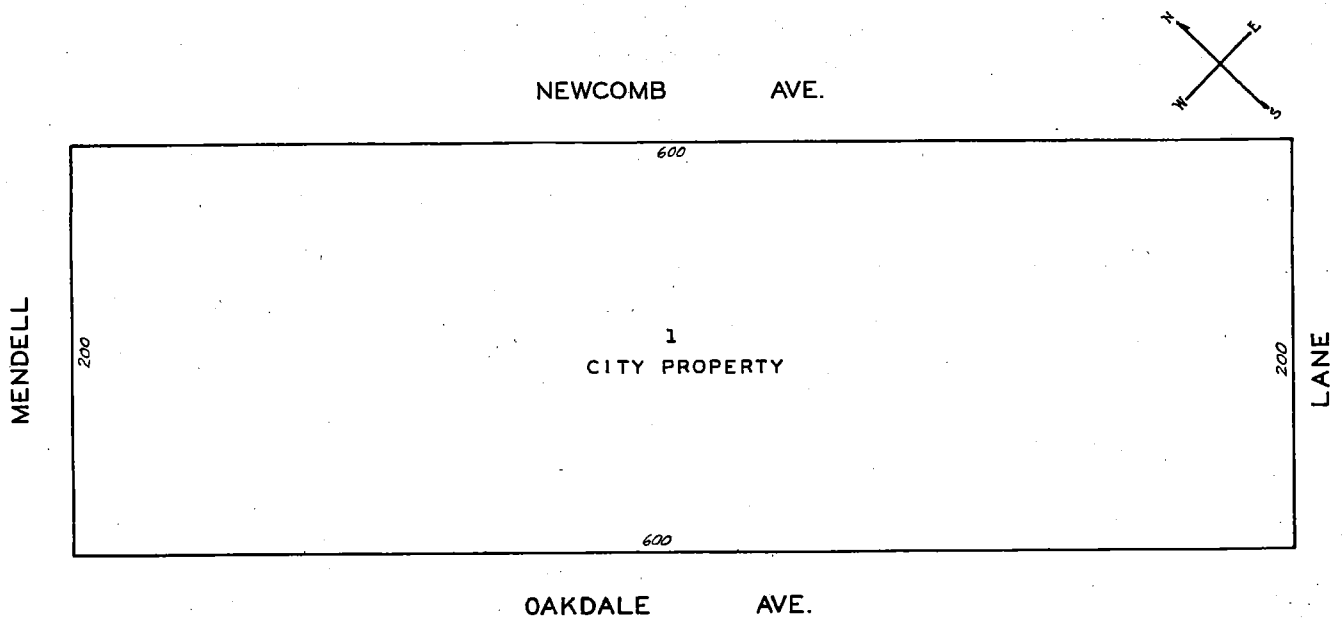 N E
W S
NEWCOMB AVE.
600
MENDELL
200
1
CITY PROPERTY
200
LANE
600
OAKDALE AVE.